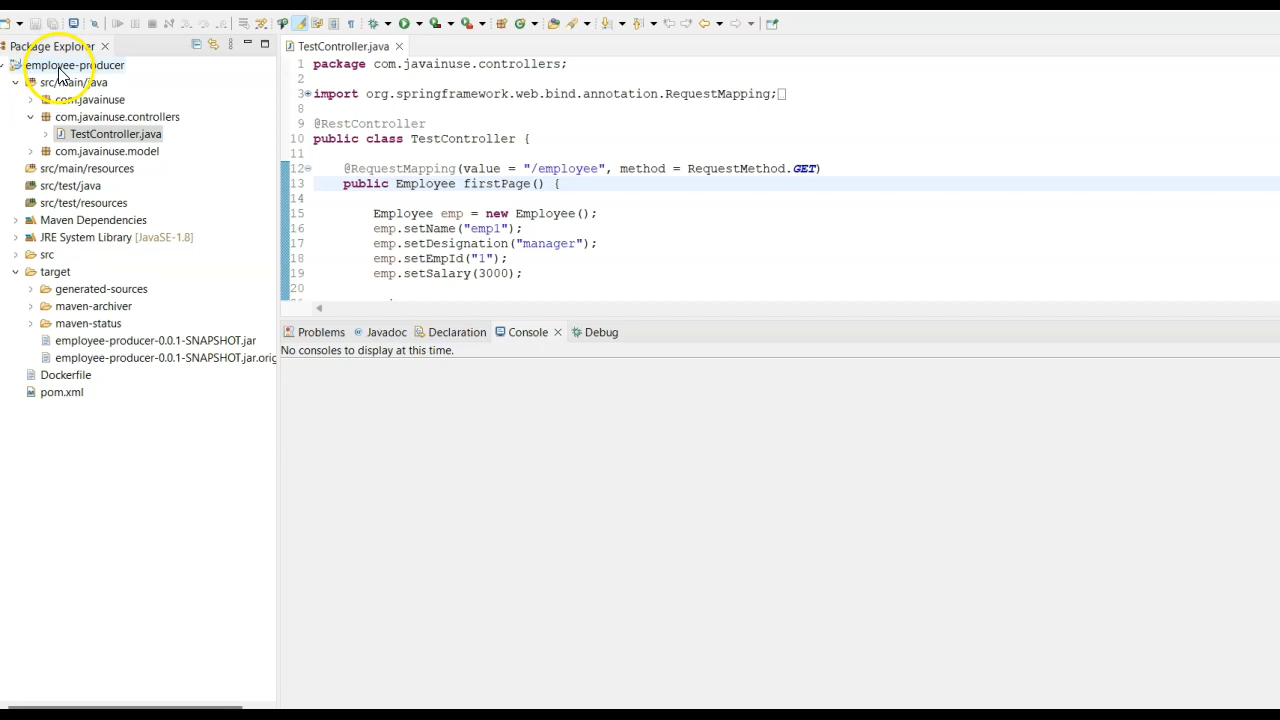 Package Explorer
employee-producer
src/main/java
com.javainuse
com.javainuse.controllers
TestController.java
com.javainuse.model
src/main/resources
src/test/java
src/test/resources
Maven Dependencies
JRE System Library [JavaSE-1.8]
src
target
generated-sources
maven-archiver
maven-status
employee-producer-0.0.1-SNAPSHOT.jar
employee-producer-0.0.1-SNAPSHOT.jar.orig
Dockerfile
pom.xml
TestController.java
1 package com.javainuse.controllers;
2
3 import org.springframework.web.bind.annotation.RequestMapping;
8
9 @RestController
10 public class TestController {
11
12 @RequestMapping(value = "/employee", method = RequestMethod.GET)
13 public Employee firstPage() {
14
15 Employee emp = new Employee();
16 emp.setName("emp1");
17 emp.setDesignation("manager");
18 emp.setEmpId("1");
19 emp.setSalary(3000);
20
Problems Javadoc Declaration Console Debug
No consoles to display at this time.